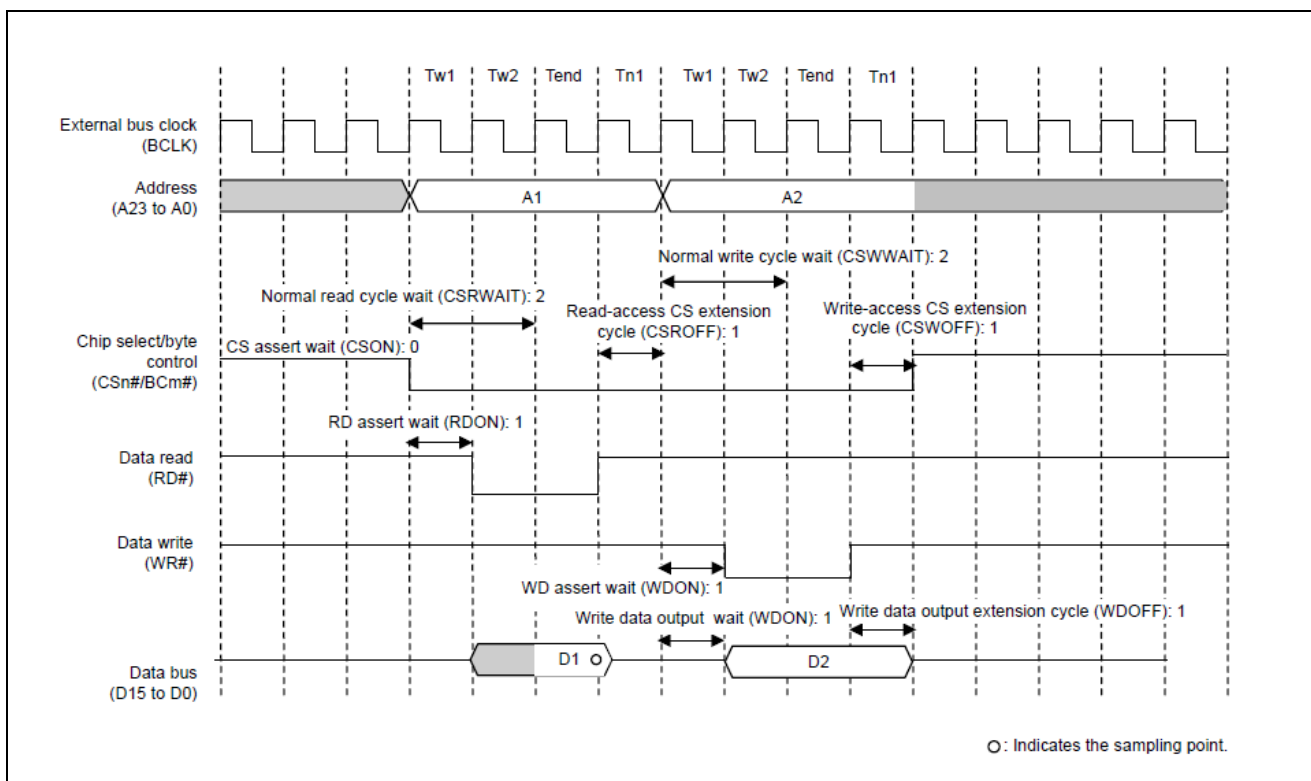 Tw1 Tw2 Tend Tn1 Tw1 Tw2 Tend Tn1
External bus clock
(BCLK)
Address
(A23 to A0)
A1 A2
Normal write cycle wait (CSWWAIT): 2
Normal read cycle wait (CSRWAIT): 2
Read-access CS extension
cycle (CSROFF): 1
Write-access CS extension
cycle (CSWOFF): 1
Chip select/byte
control
(CSn#/BCm#)
CS assert wait (CSON): 0
RD assert wait (RDON): 1
Data read
(RD#)
Data write
(WR#)
WD assert wait (WDON): 1
Write data output wait (WDON): 1
Write data output extension cycle (WDOFF): 1
D1 D2
Data bus
(D15 to D0)
: Indicates the sampling point.